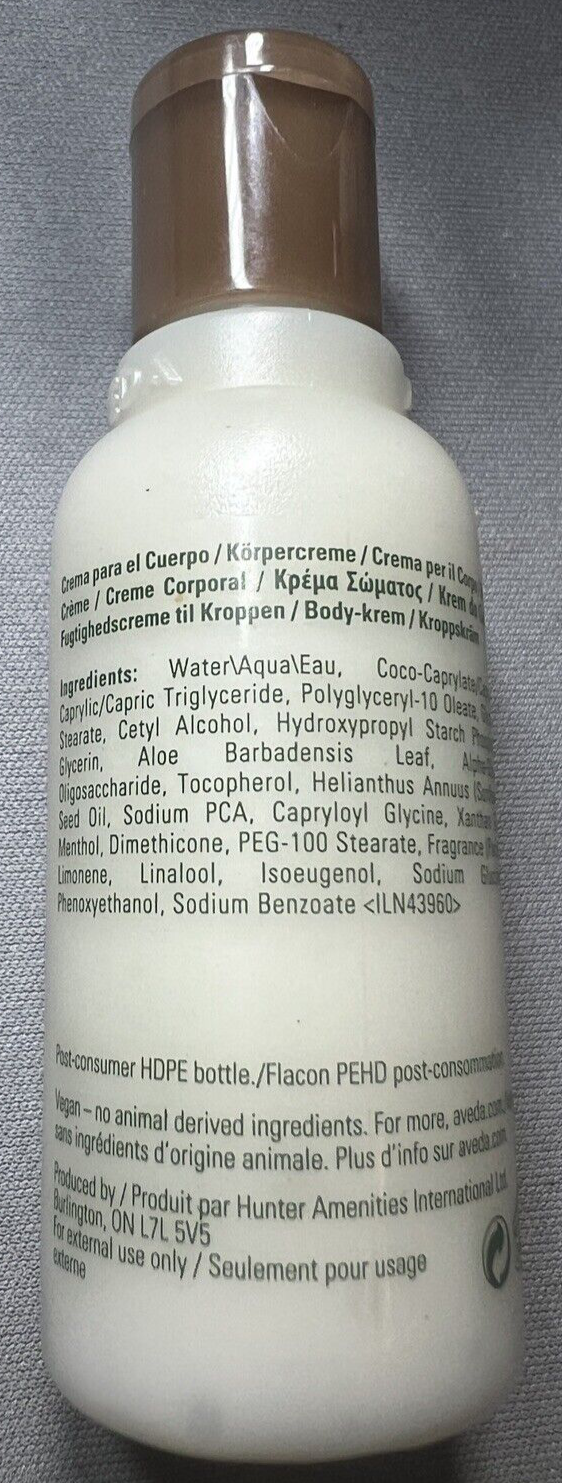 Crema para el Cuerpo / Körpercreme / Crema per il
Crème / Creme Corporal / Κρέμα Σώματος / Krem
Fugtighedscreme til Kroppen / Body-krem / Kroppskräm
Ingredients: Water\Aqua\Eau, Coco-Caprylate
Caprylic/Capric Triglyceride, Polyglyceryl-10 Oleate,
Stearate, Cetyl Alcohol, Hydroxypropyl Starch
Glycerin, Aloe Barbadensis Leaf,
Oligosaccharide, Tocopherol, Helianthus Annuus
Seed Oil, Sodium PCA, Capryloyl Glycine,
Menthol, Dimethicone, PEG-100 Stearate, Fragrance
Limonene, Linalool, Isoeugenol, Sodium
Phenoxyethanol, Sodium Benzoate <ILN43960>
Post-consumer HDPE bottle./Flacon PEHD post-consommation
Vegan – no animal derived ingredients. For more, aveda.com
sans ingrédients d'origine animale. Plus d'info sur aveda.com
Produced by / Produit par Hunter Amenities International Ltd.
Burlington, ON L7L 5V5
For external use only / Seulement pour usage
externe